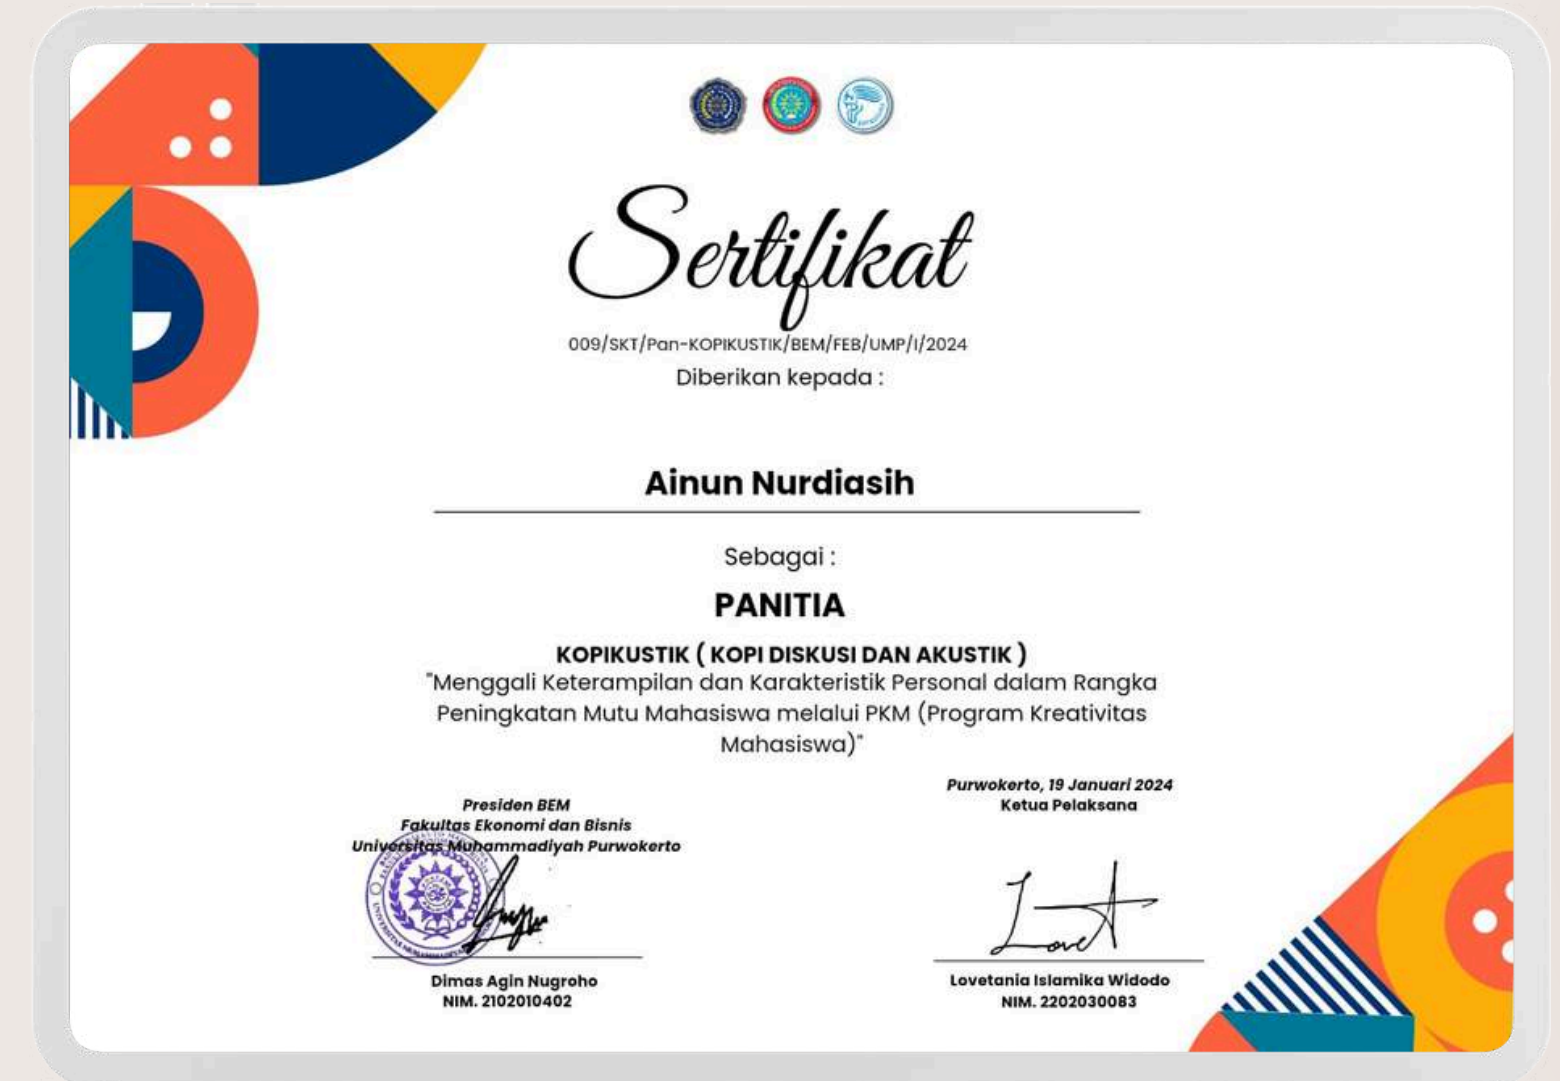 Sertifikat
009/SKT/Pan-KOPIKUSTIK/BEM/FEB/UMP/I/2024
Diberikan kepada :
Ainun Nurdiasih
Sebagai :
PANITIA
KOPIKUSTIK ( KOPI DISKUSI DAN AKUSTIK )
"Menggali Keterampilan dan Karakteristik Personal dalam Rangka
Peningkatan Mutu Mahasiswa melalui PKM (Program Kreativitas
Mahasiswa)"
Presiden BEM
Fakultas Ekonomi dan Bisnis
Universitas Muhammadiyah Purwokerto
Dimas Agin Nugroho
NIM. 2102010402
Purwokerto, 19 Januari 2024
Ketua Pelaksana
Lovet
Lovetania Islamika Widodo
NIM. 2202030083